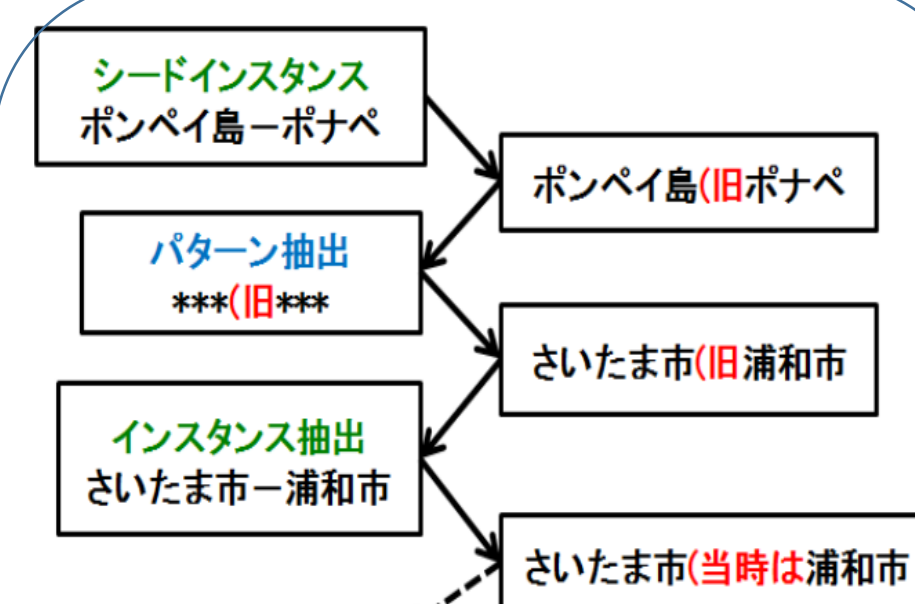 シードインスタンス
ポンペイ島－ポナペ
ポンペイ島(旧ポナペ
パターン抽出
***(旧***
さいたま市(旧浦和市
インスタンス抽出
さいたま市－浦和市
さいたま市(当時は浦和市